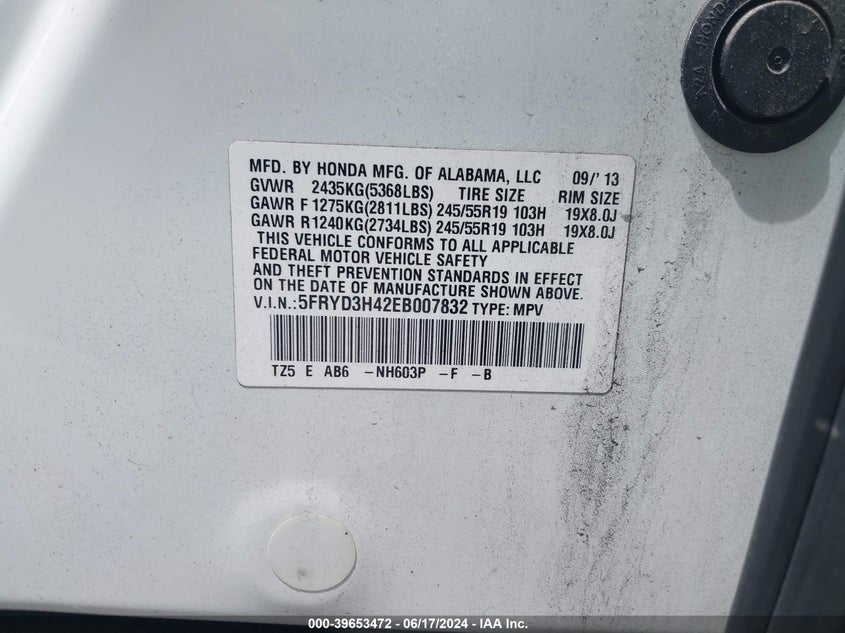 MFD. BY HONDA MFG. OF ALABAMA, LLC 09/'13
GVWR 2435KG(5368LBS) TIRE SIZE RIM SIZE
GAWR F 1275KG(2811LBS) 245/55R19 103H 19X8.0J
GAWR R1240KG(2734LBS) 245/55R19 103H 19X8.0J
THIS VEHICLE CONFORMS TO ALL APPLICABLE
FEDERAL MOTOR VEHICLE SAFETY
AND THEFT PREVENTION STANDARDS IN EFFECT
ON THE DATE OF MANUFACTURE SHOWN ABOVE.
V.I.N.:5FRYD3H42EB007832 TYPE: MPV
TZ5 E AB6 -NH603P -F -B
HONDA
000-39653472 - 06/17/2024 - IAA Inc.